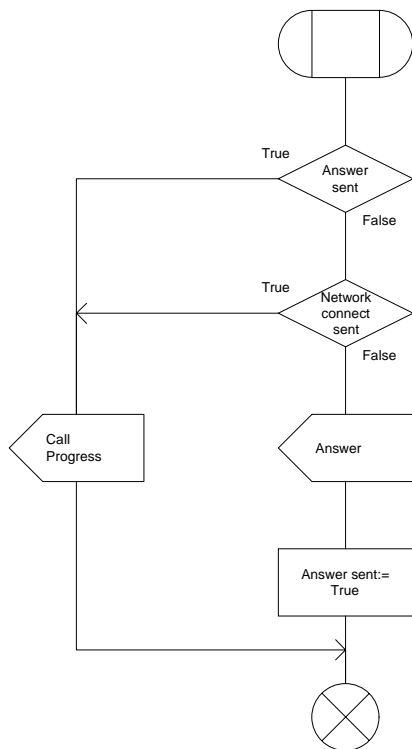 True
Answer
sent
False
True
Network
connect
sent
False
Call
Progress
Answer
Answer sent:=
True